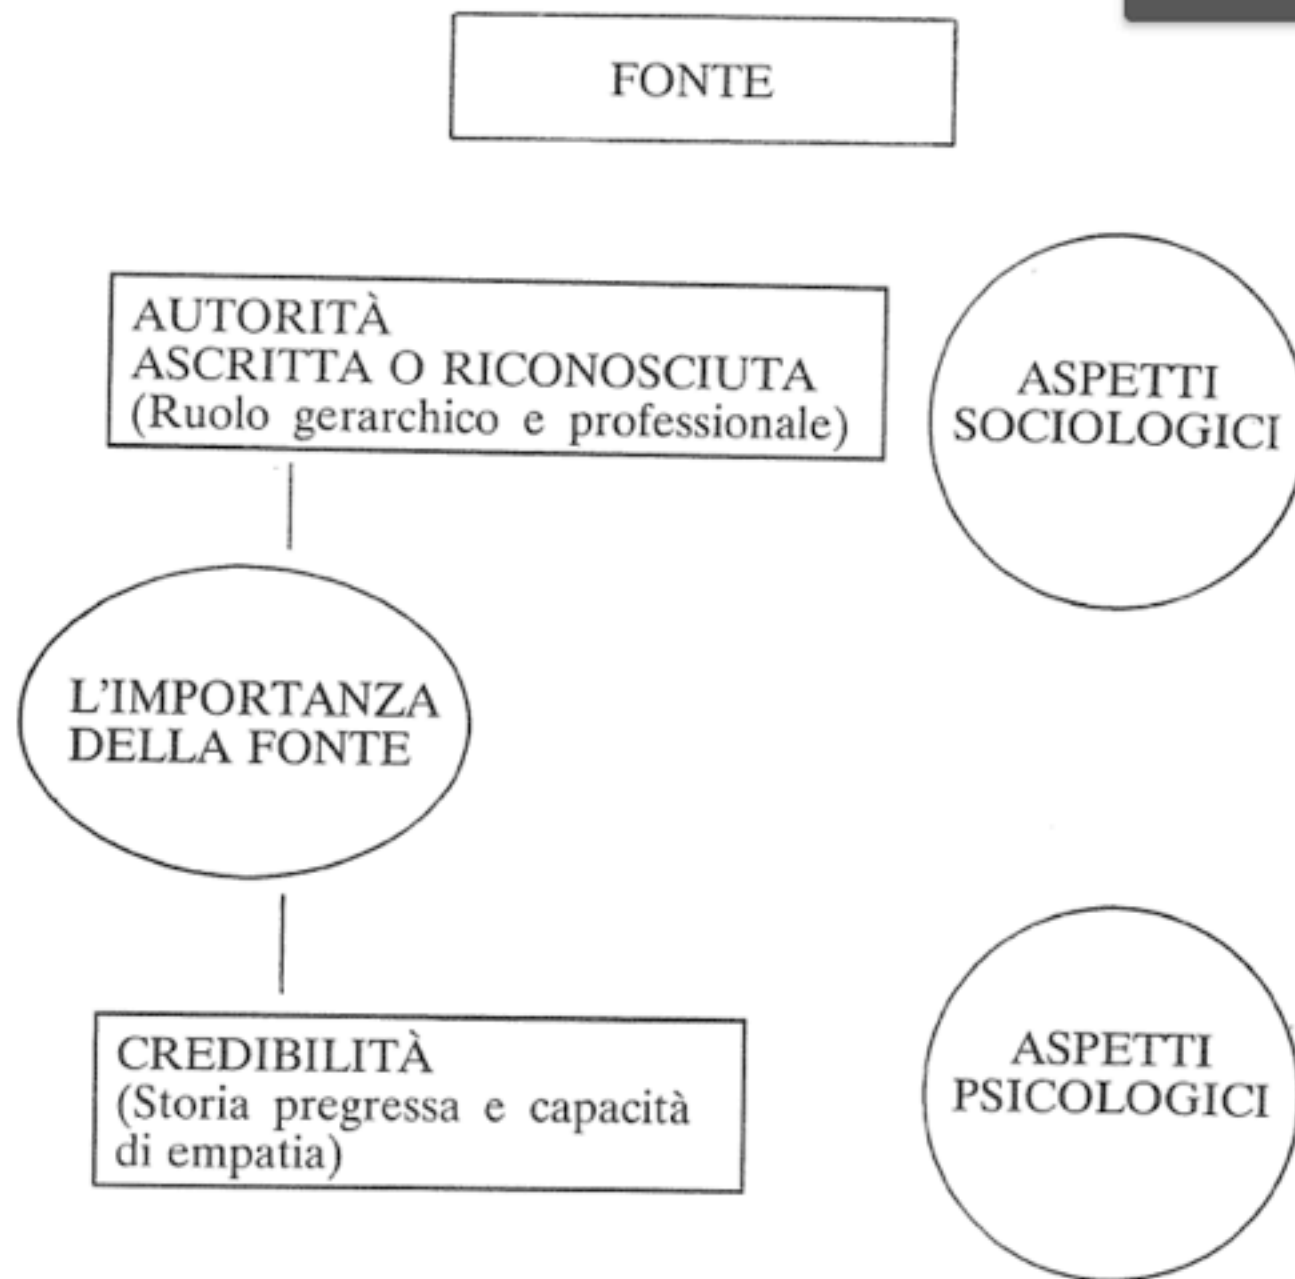 FONTE
AUTORITÀ
ASCRITTA O RICONOSCIUTA
(Ruolo gerarchico e professionale)
ASPETTI
SOCIOLOGICI
L'IMPORTANZA
DELLA FONTE
CREDIBILITÀ
(Storia pregressa e capacità
di empatia)
ASPETTI
PSICOLOGICI